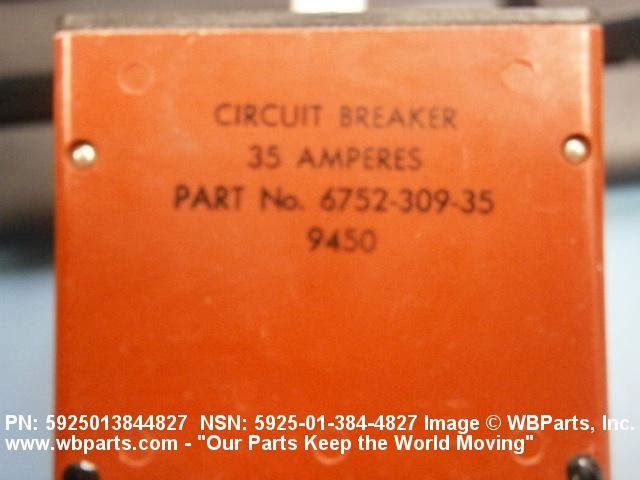 CIRCUIT BREAKER
35 AMPERES
PART No. 6752-309-35
9450
PN: 5925013844827 NSN: 5925-01-384-4827 Image © WBParts, Inc.
www.wbparts.com - "Our Parts Keep the World Moving"